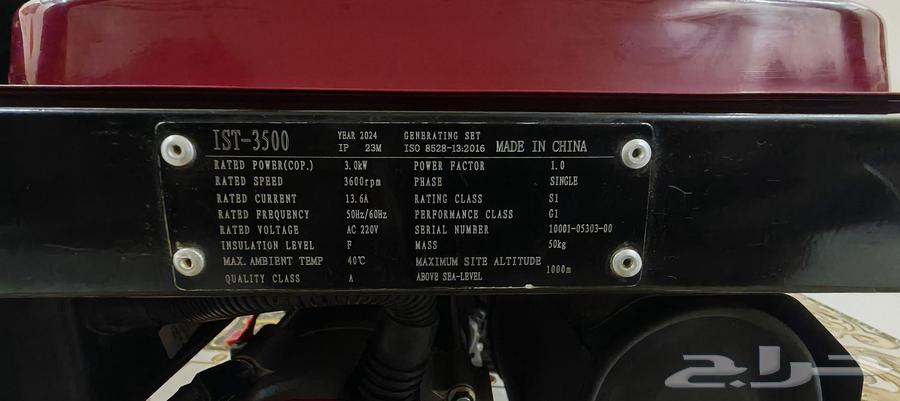 IST-3500 YEAR 2024 GENERATING SET
IP 23M ISO 8528-13:2016 MADE IN CHINA
RATED POWER(COP.) 3.0kW POWER FACTOR 1.0
RATED SPEED 3600rpm PHASE SINGLE
RATED CURRENT 13.6A RATING CLASS S1
RATED FREQUENCY 50Hz/60Hz PERFORMANCE CLASS G1
RATED VOLTAGE AC 220V SERIAL NUMBER 10001-05303-00
INSULATION LEVEL F MASS 50kg
MAX. AMBIENT TEMP 40℃ MAXIMUM SITE ALTITUDE
QUALITY CLASS A ABOVE SEA-LEVEL 1000m
حراج